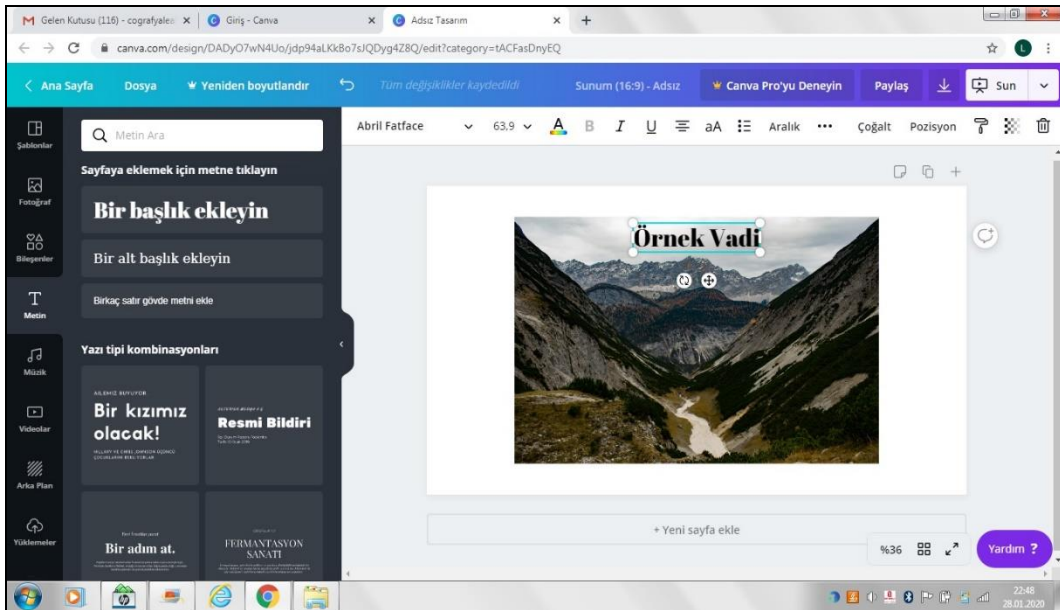 Gelen Kutusu (116) - cografyalea
Giriş - Canva
Adsız Tasarım
canva.com/design/DADyO7wN4Uo/jdp94aLKkBo7sJQDyg4Z8Q/edit?category=tACFasDnyEQ
L
Ana Sayfa
Dosya
Yeniden boyutlandır
Tüm değişiklikler kaydedildi
Sunum (16:9) - Adsız
Canva Pro'yu Deneyin
Paylaş
Sun
Abril Fatface
63,9
A
B
I
U
aA
Aralık
Çoğalt
Pozisyon
Şablonlar
Fotoğraf
Bileşenler
Metin
Müzik
Videolar
Arka Plan
Yüklemeler
Metin Ara
Sayfaya eklemek için metne tıklayın
Bir başlık ekleyin
Bir alt başlık ekleyin
Birkaç satır gövde metni ekle
Yazı tipi kombinasyonları
AİLEMİZ BÜYÜYOR
Bir kızımız
olacak!
Resmi Bildiri
Bir adım at.
FERMANTASYON
SANATI
Örnek Vadi
+ Yeni sayfa ekle
%36
Yardım ?
22:48
28.01.2020